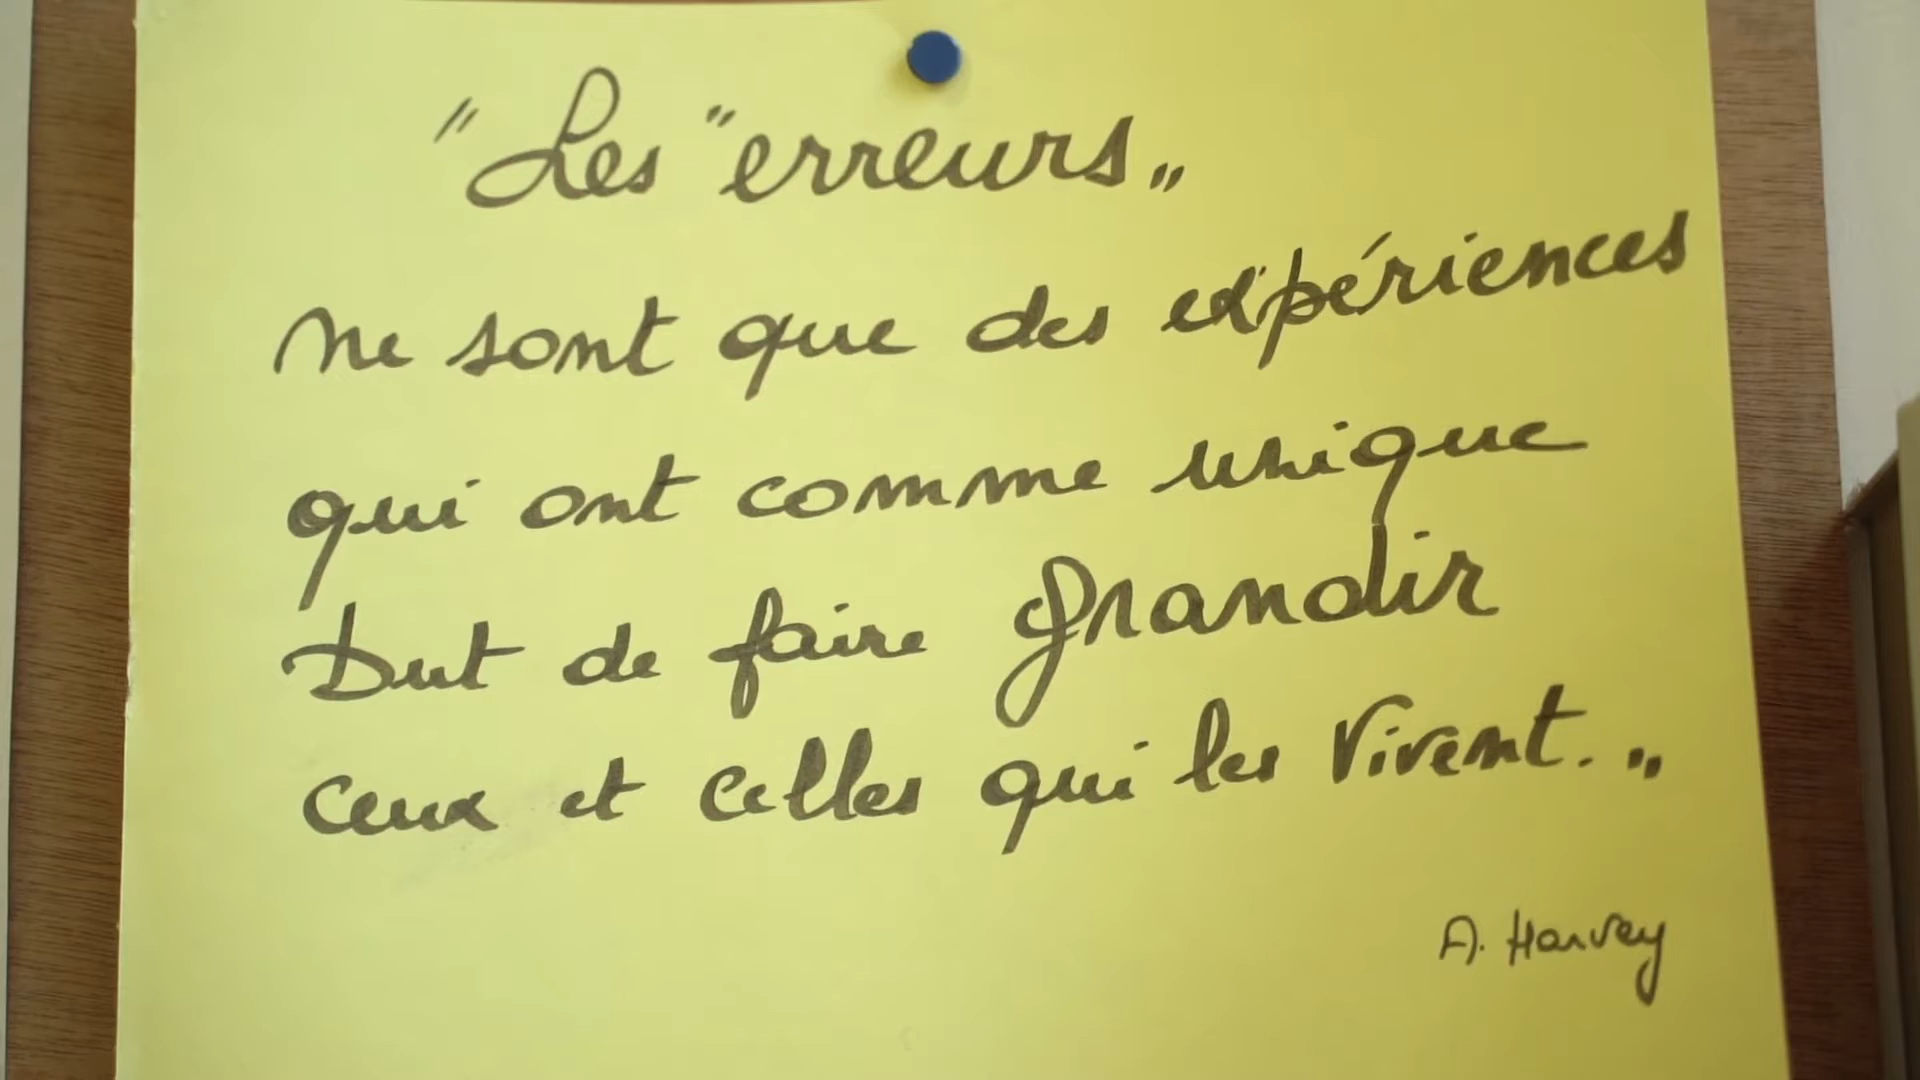 "Les "erreurs„
ne sont que des expériences
qui ont comme unique
but de faire grandir
ceux et celles qui les vivent. „
A. Harvey